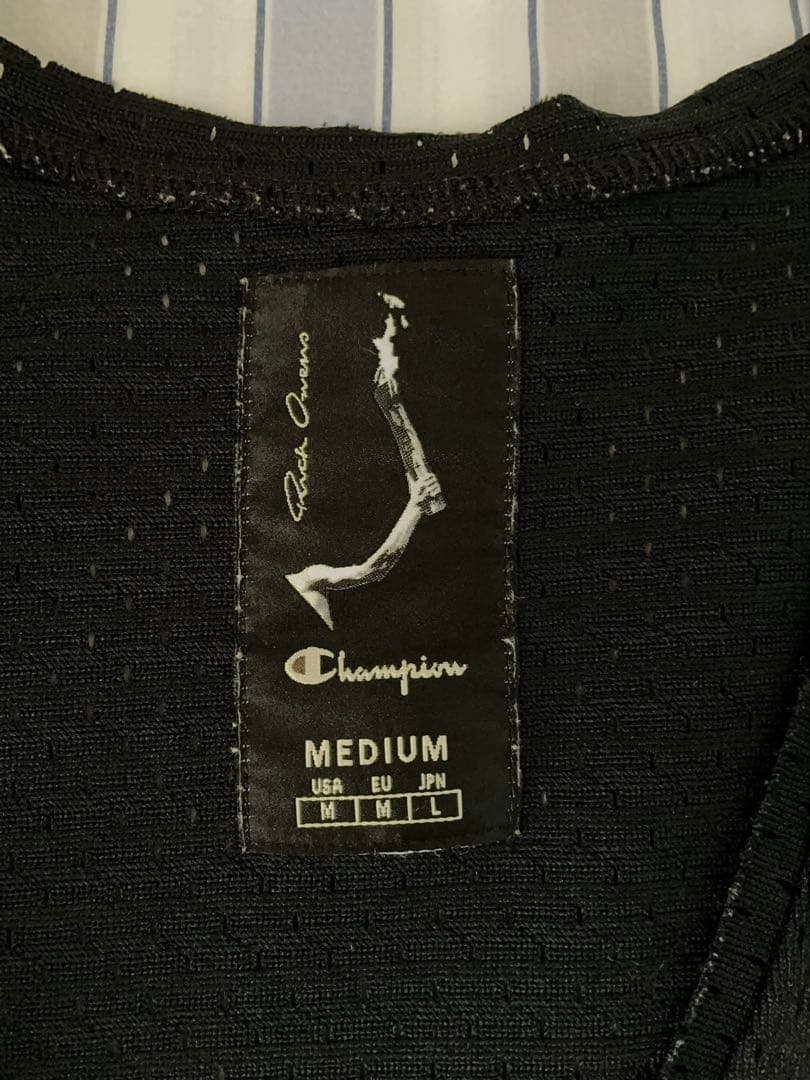 Rick Owens
Champion
MEDIUM
USA EU JPN
M M L